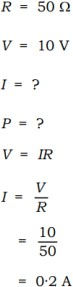 R = 50 Ω
V = 10 V
I = ?
P = ?
V = IR
I = V/R
= 10/50
= 0·2 A